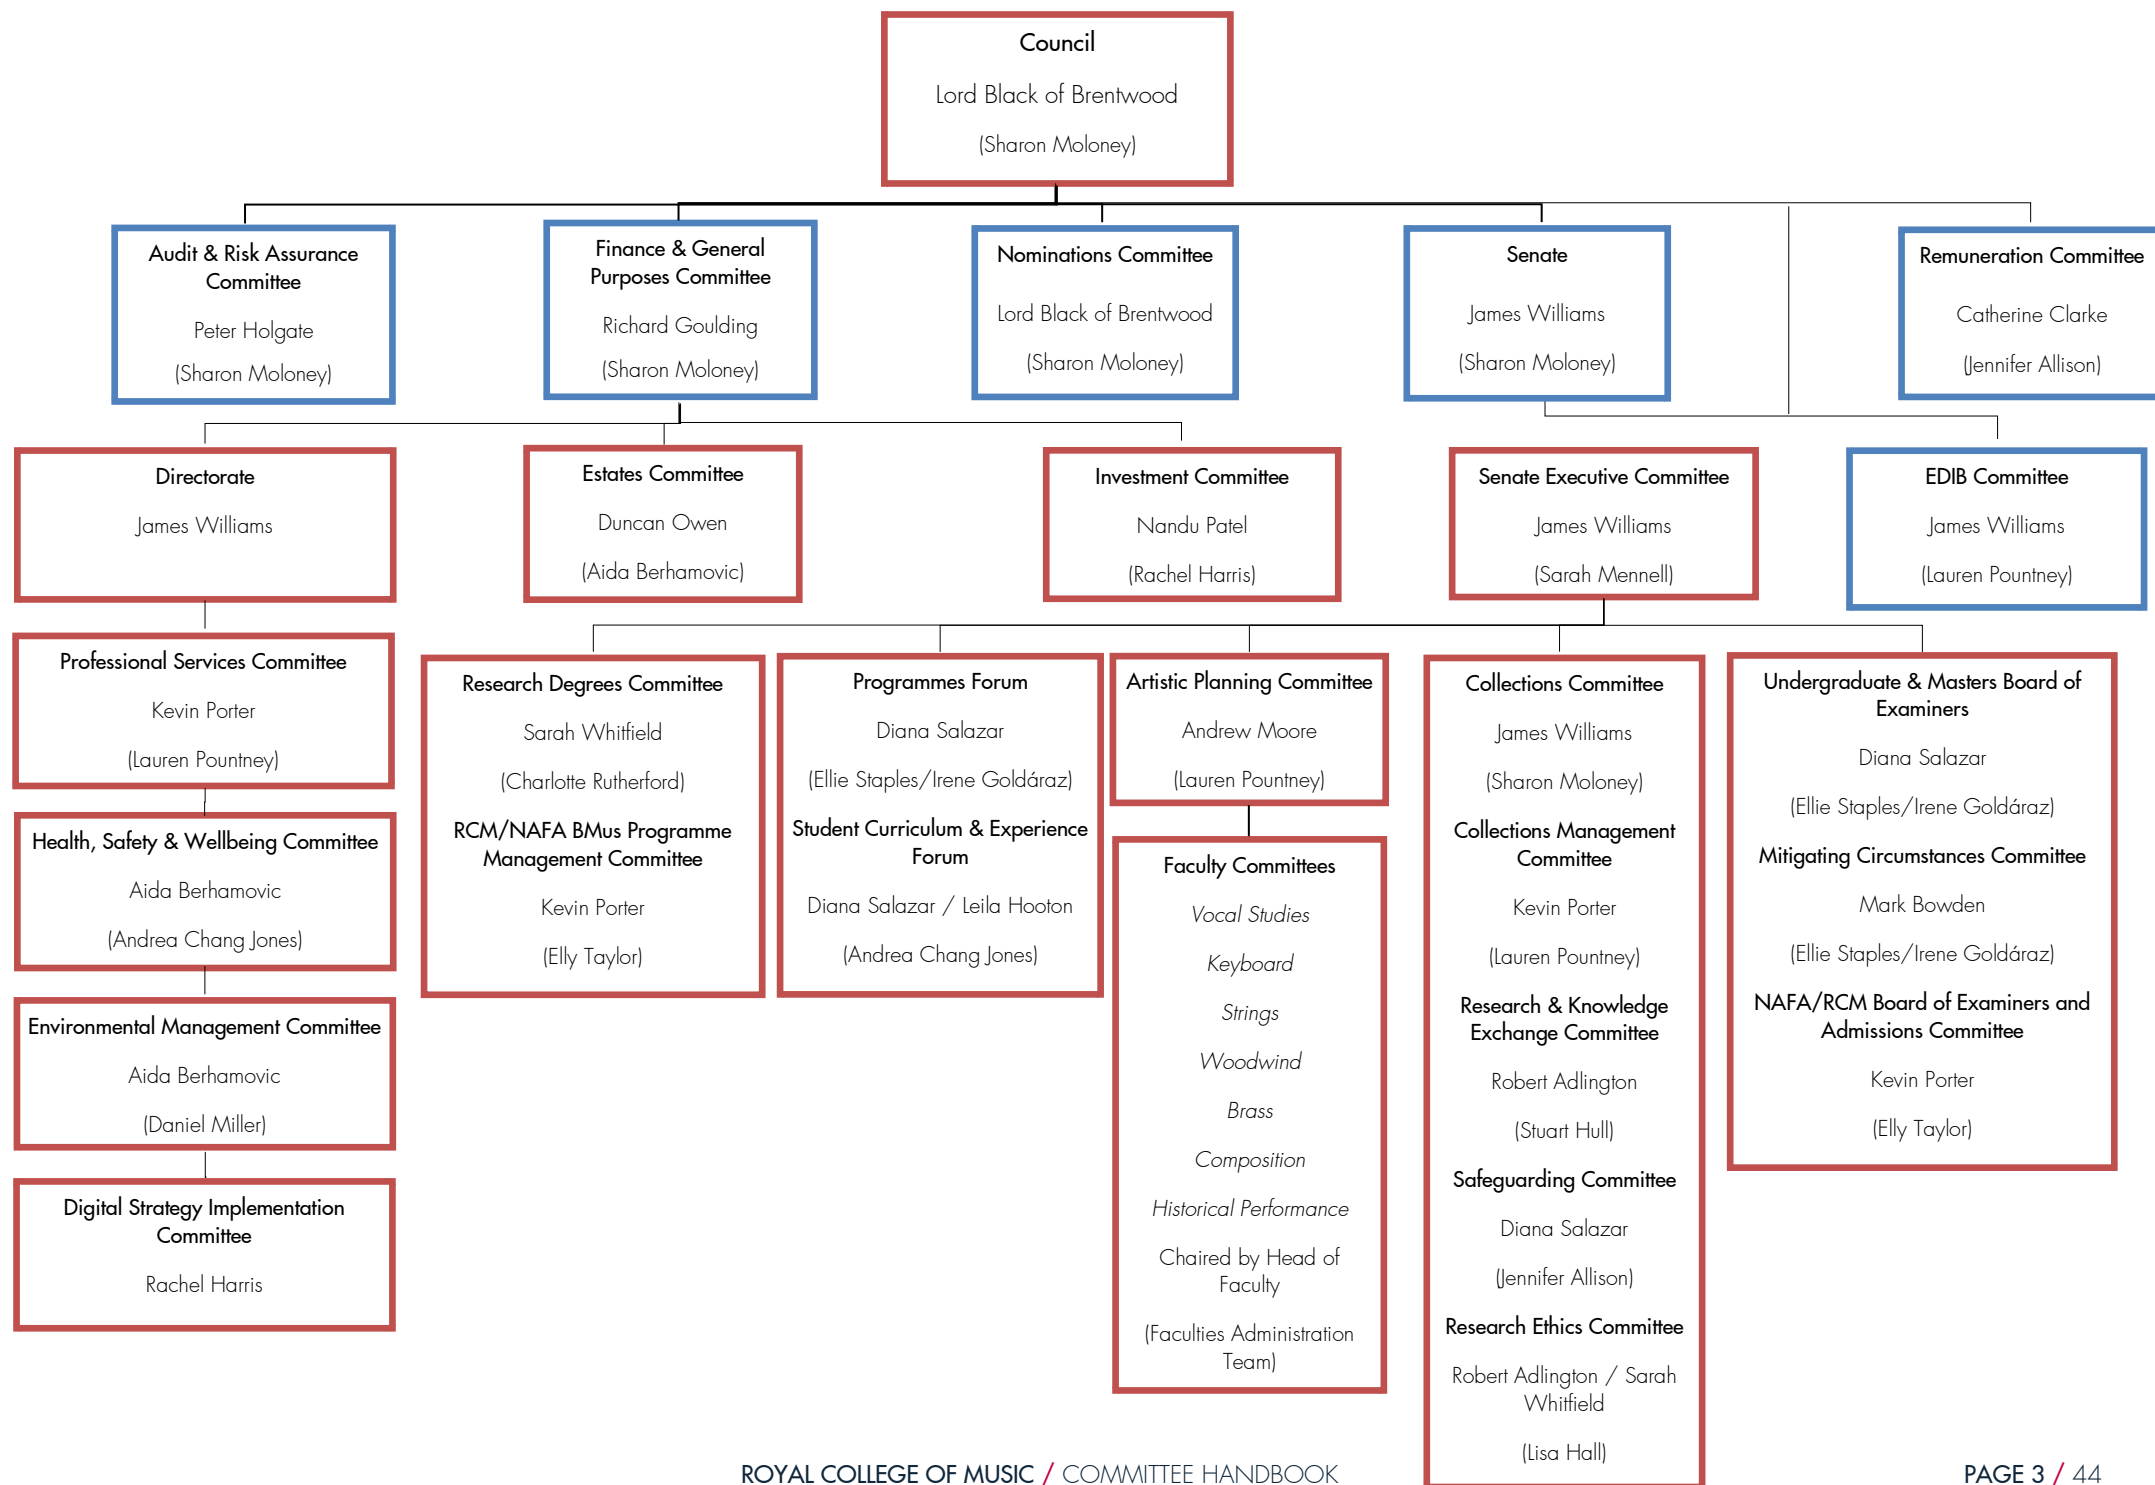 Council
Lord Black of Brentwood
(Sharon Moloney)
Audit & Risk Assurance
Committee
Peter Holgate
(Sharon Moloney)
Finance & General
Purposes Committee
Richard Goulding
(Sharon Moloney)
Nominations Committee
Lord Black of Brentwood
(Sharon Moloney)
Senate
James Williams
(Sharon Moloney)
Remuneration Committee
Catherine Clarke
(Jennifer Allison)
Directorate
James Williams
Estates Committee
Duncan Owen
(Aida Berhamovic)
Investment Committee
Nandu Patel
(Rachel Harris)
Senate Executive Committee
James Williams
(Sarah Mennell)
EDIB Committee
James Williams
(Lauren Pountney)
Professional Services Committee
Kevin Porter
(Lauren Pountney)
Health, Safety & Wellbeing Committee
Aida Berhamovic
(Andrea Chang Jones)
Environmental Management Committee
Aida Berhamovic
(Daniel Miller)
Digital Strategy Implementation
Committee
Rachel Harris
Research Degrees Committee
Sarah Whitfield
(Charlotte Rutherford)
RCM/NAFA BMus Programme
Management Committee
Kevin Porter
(Elly Taylor)
Programmes Forum
Diana Salazar
(Ellie Staples/Irene Goldáraz)
Student Curriculum & Experience
Forum
Diana Salazar / Leila Hooton
(Andrea Chang Jones)
Artistic Planning Committee
Andrew Moore
(Lauren Pountney)
Faculty Committees
Vocal Studies
Keyboard
Strings
Woodwind
Brass
Composition
Historical Performance
Chaired by Head of
Faculty
(Faculties Administration
Team)
Collections Committee
James Williams
(Sharon Moloney)
Collections Management
Committee
Kevin Porter
(Lauren Pountney)
Research & Knowledge
Exchange Committee
Robert Adlington
(Stuart Hull)
Safeguarding Committee
Diana Salazar
(Jennifer Allison)
Research Ethics Committee
Robert Adlington / Sarah
Whitfield
(Lisa Hall)
Undergraduate & Masters Board of
Examiners
Diana Salazar
(Ellie Staples/Irene Goldáraz)
Mitigating Circumstances Committee
Mark Bowden
(Ellie Staples/Irene Goldáraz)
NAFA/RCM Board of Examiners and
Admissions Committee
Kevin Porter
(Elly Taylor)
ROYAL COLLEGE OF MUSIC / COMMITTEE HANDBOOK
PAGE 3 / 44